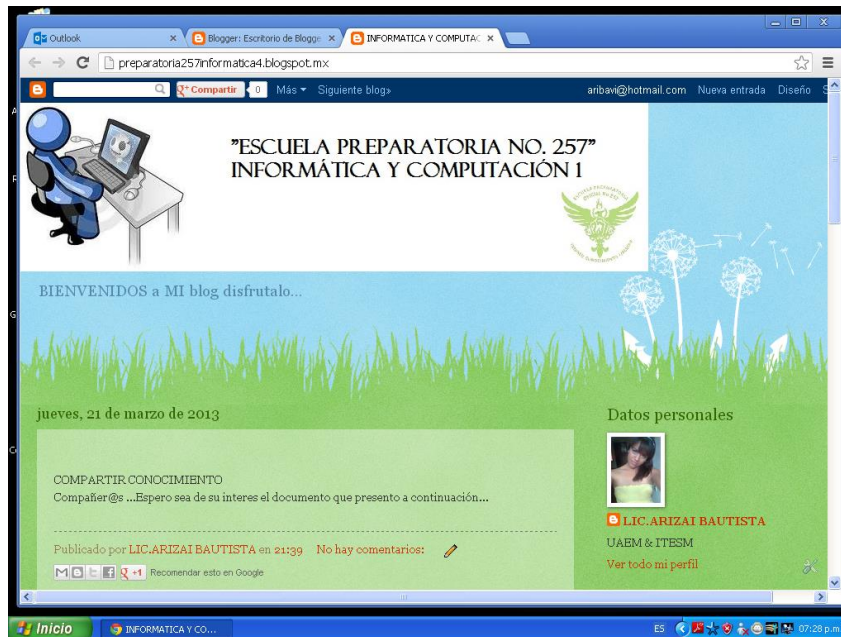 Outlook
Blogger: Escritorio de Blogge
INFORMATICA Y COMPUTAC
preparatoria257informatica4.blogspot.mx
Compartir 0 Más Siguiente blog»
aribavi@hotmail.com Nueva entrada Diseño S
"ESCUELA PREPARATORIA NO. 257"
INFORMÁTICA Y COMPUTACIÓN 1
BIENVENIDOS a MI blog disfrutalo...
jueves, 21 de marzo de 2013
COMPARTIR CONOCIMIENTO
Compañer@s ...Espero sea de su interes el documento que presento a continuación...
Publicado por LIC.ARIZAI BAUTISTA en 21:39 No hay comentarios:
+1 Recomendar esto en Google
Datos personales
LIC.ARIZAI BAUTISTA
UAEM & ITESM
Ver todo mi perfil
Inicio
INFORMATICA Y CO...
ES 07:28 p.m